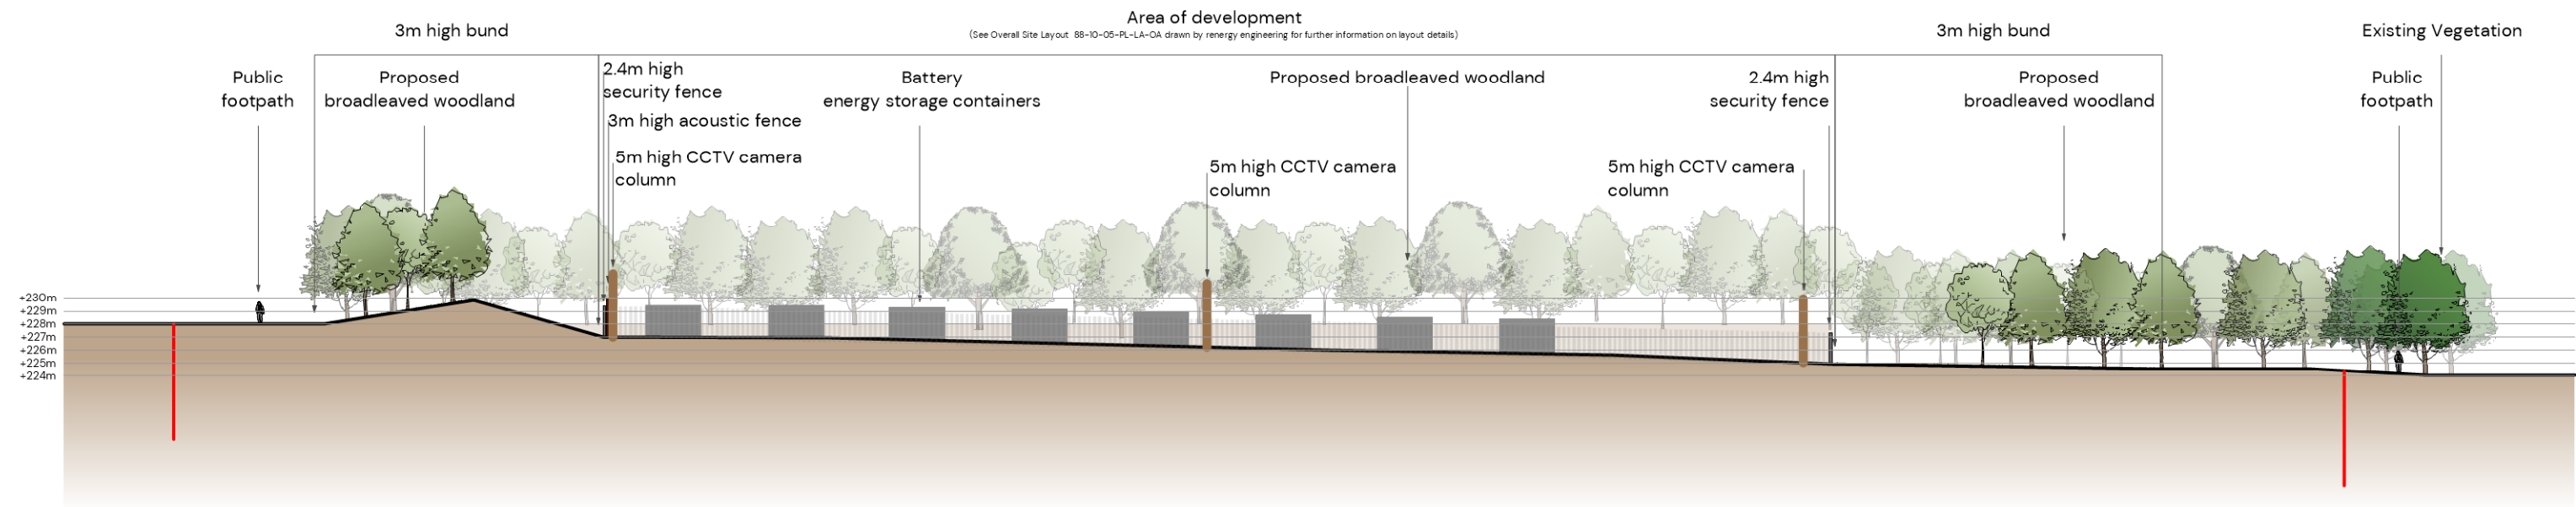 Area of development
(See Overall Site Layout 88-10-05-PL-LA-OA drawn by renergy engineering for further information on layout details)
3m high bund
3m high bund
Existing Vegetation
Public
footpath
Proposed
broadleaved woodland
2.4m high
security fence
3m high acoustic fence
5m high CCTV camera
column
Battery
energy storage containers
5m high CCTV camera
column
Proposed broadleaved woodland
5m high CCTV camera
column
2.4m high
security fence
Proposed
broadleaved woodland
Public
footpath
+230m
+229m
+228m
+227m
+226m
+225m
+224m